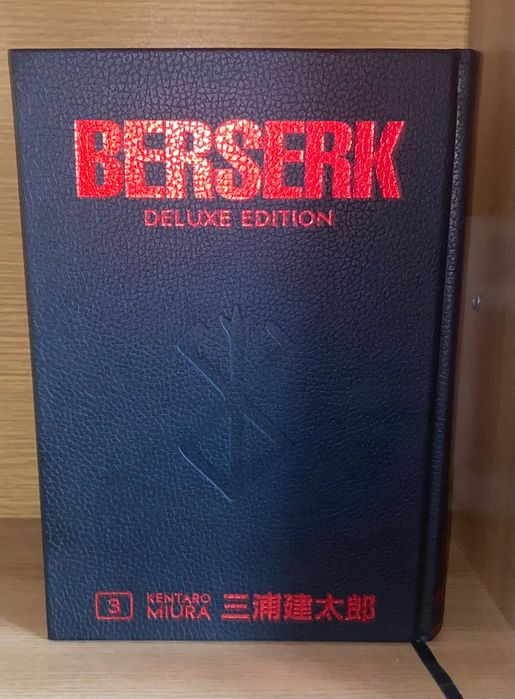 BERSERK
DELUXE EDITION
3 KENTARO
MIURA 三浦建太郎